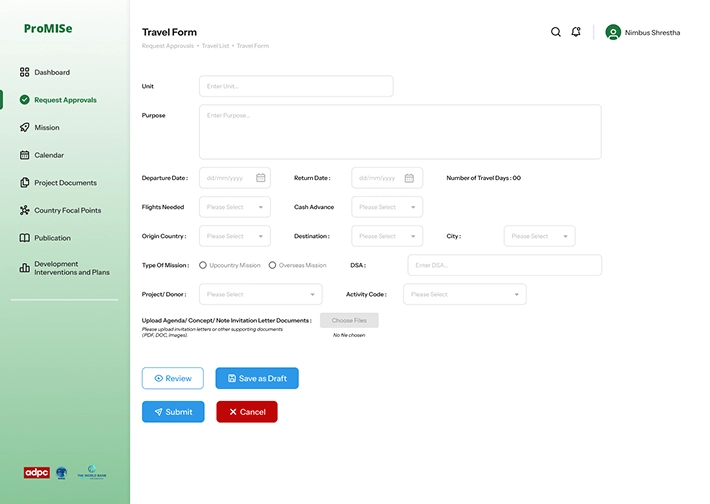 ProMISe
Dashboard
Request Approvals
Mission
Calendar
Project Documents
Country Focal Points
Publication
Development
Interventions and Plans
adpc
THE WORLD BANK
Travel Form
Request Approvals • Travel List • Travel Form
Nimbus Shrestha
Unit
Enter Unit...
Purpose
Enter Purpose...
Departure Date :
dd/mm/yyyy
Return Date :
dd/mm/yyyy
Number of Travel Days : 00
Flights Needed
Please Select
Cash Advance
Please Select
Origin Country :
Please Select
Destination :
Please Select
City :
Please Select
Type Of Mission :
Upcountry Mission
Overseas Mission
DSA :
Enter DSA...
Project/ Donor :
Please Select
Activity Code :
Please Select
Upload Agenda/ Concept/ Note Invitation Letter Documents :
Choose Files
Please upload invitation letters or other supporting documents
(PDF, DOC, Images).
No file chosen
Review
Save as Draft
Submit
Cancel